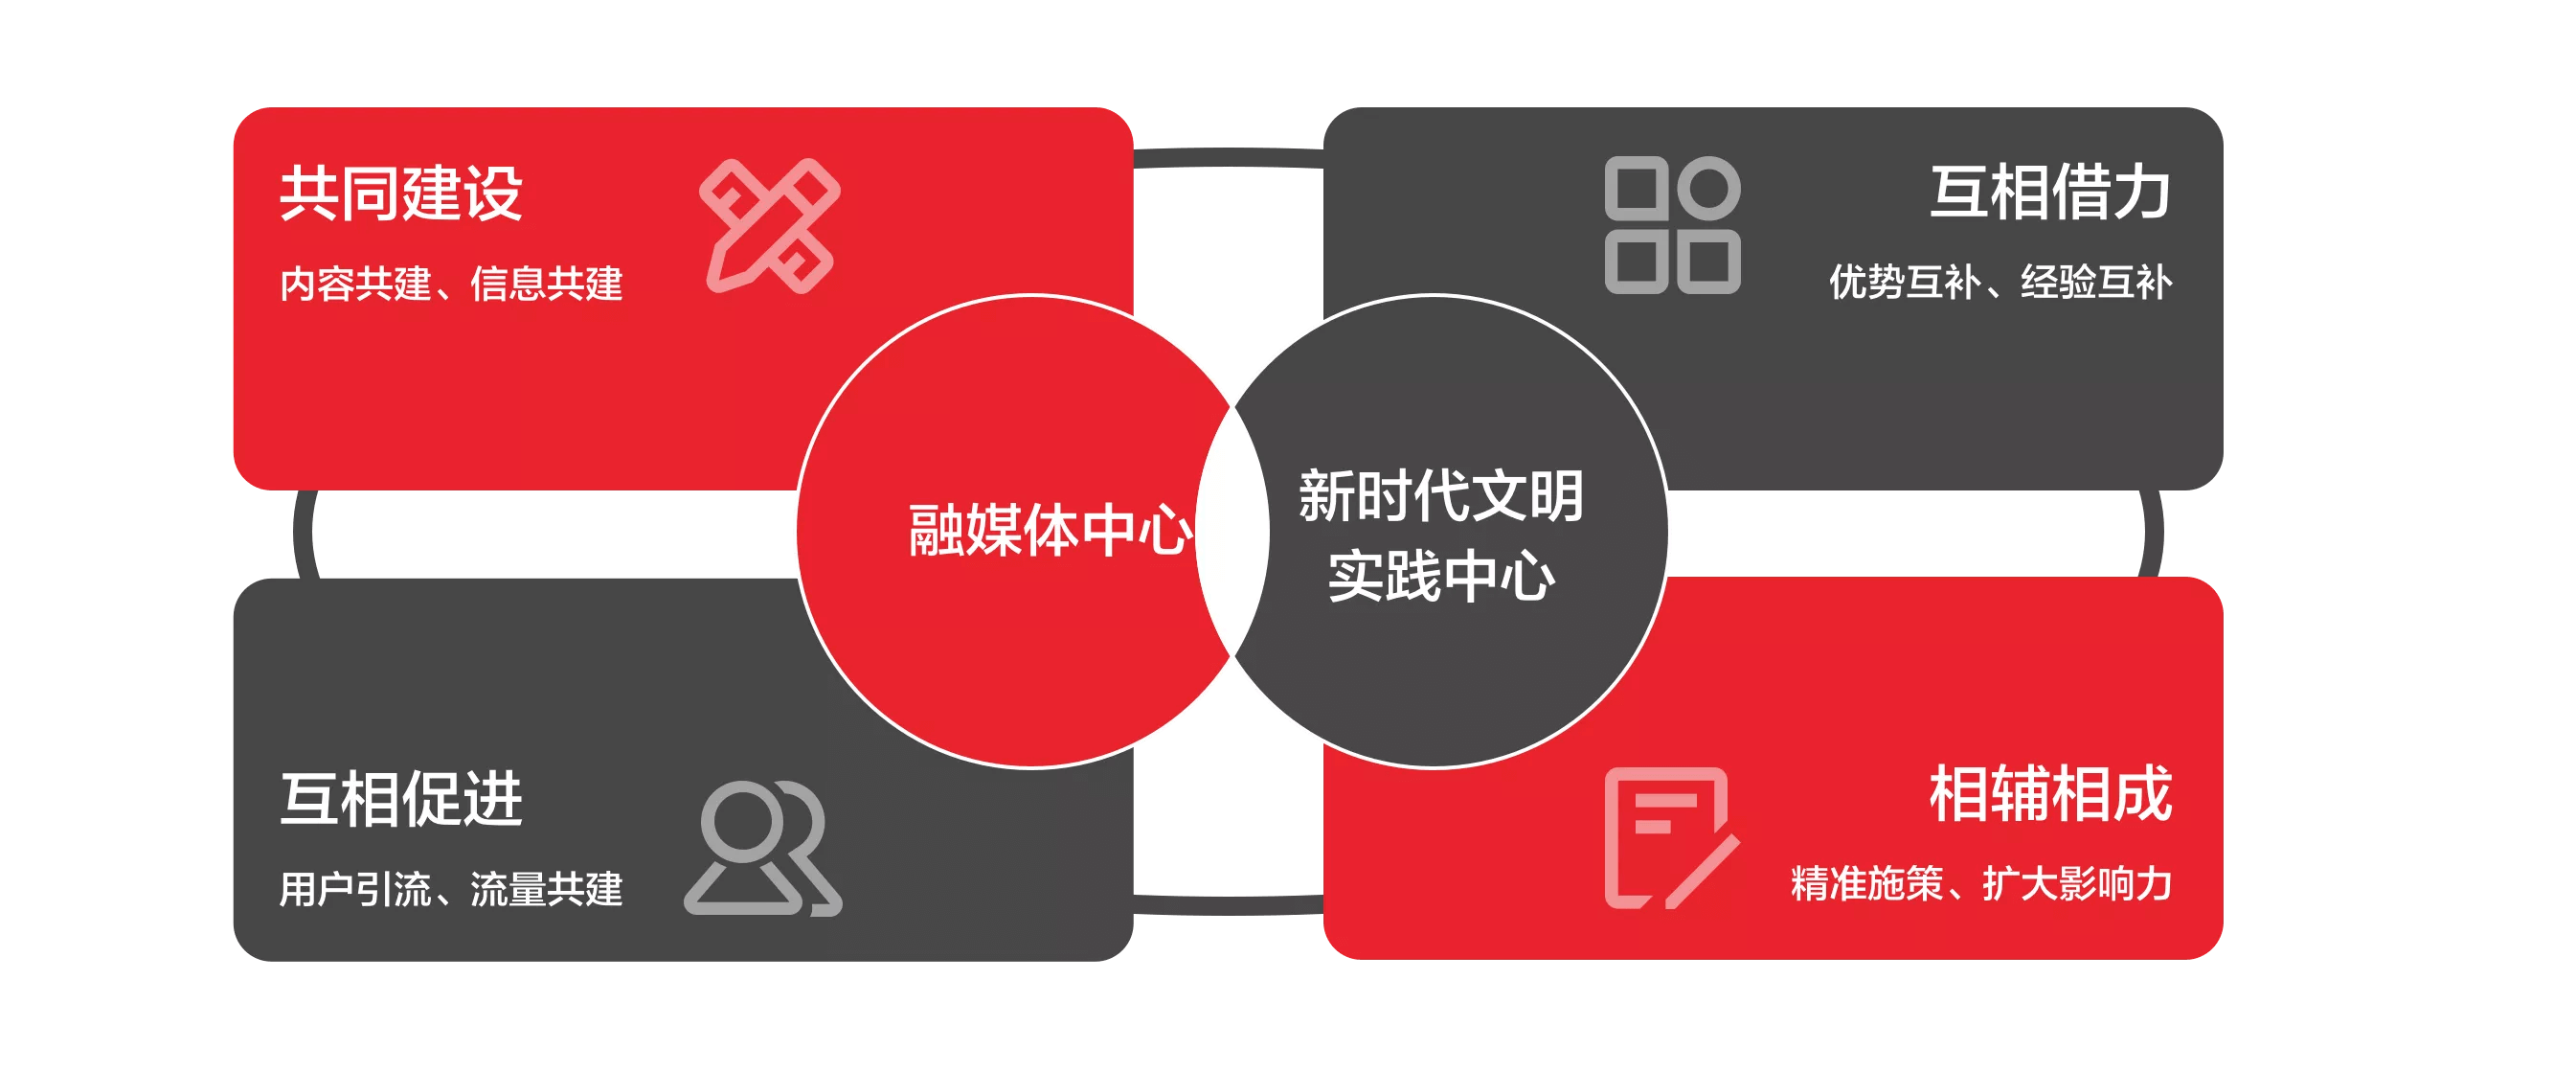 共同建设
内容共建、信息共建
互相借力
优势互补、经验互补
融媒体中心
新时代文明
实践中心
互相促进
用户引流、流量共建
相辅相成
精准施策、扩大影响力